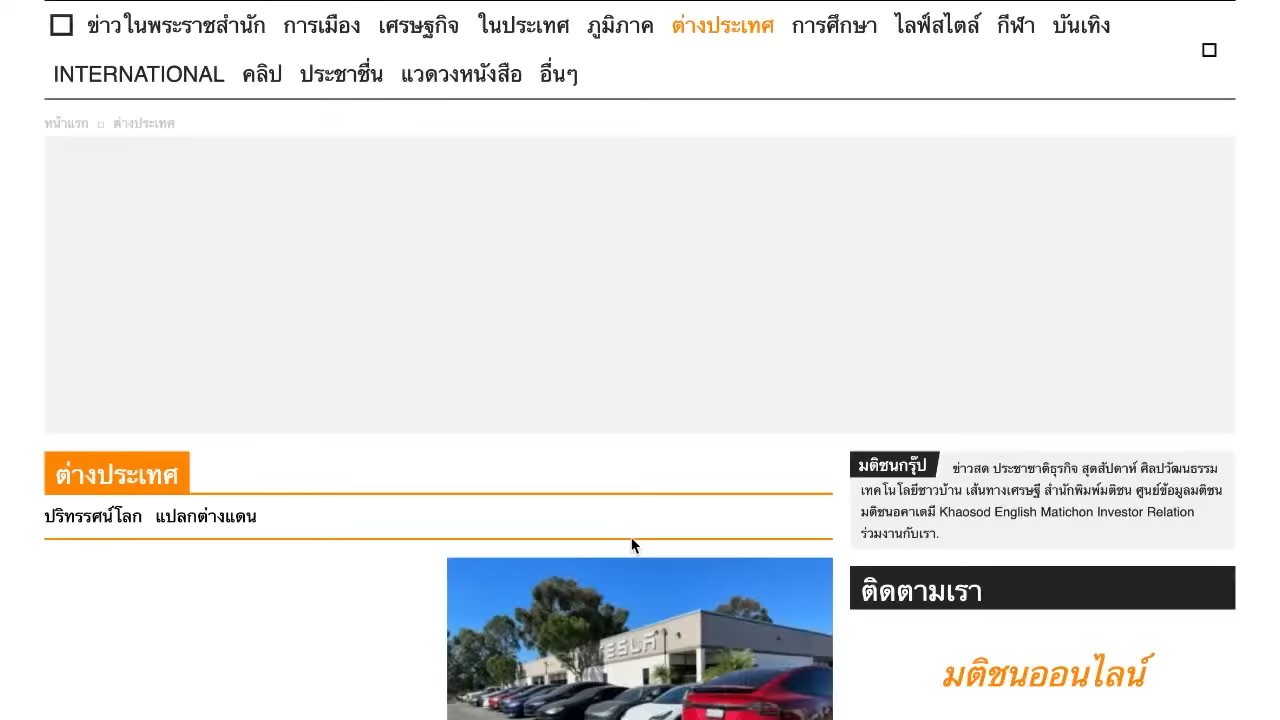 ข่าวในพระราชสำนัก การเมือง เศรษฐกิจ ในประเทศ ภูมิภาค ต่างประเทศ การศึกษา ไลฟ์สไตล์ กีฬา บันเทิง
INTERNATIONAL คลิป ประชาชื่น แวดวงหนังสือ อื่นๆ
หน้าแรก ต่างประเทศ
ต่างประเทศ
ปริทรรศน์โลก แปลกต่างแดน
TESLA
มติชนกรุ๊ป ข่าวสด ประชาชาติธุรกิจ สุดสัปดาห์ ศิลปวัฒนธรรม
เทคโนโลยีชาวบ้าน เส้นทางเศรษฐี สำนักพิมพ์มติชน ศูนย์ข้อมูลมติชน
มติชนอคาเดมี Khaosod English Matichon Investor Relation
ร่วมงานกับเรา.
ติดตามเรา
มติชนออนไลน์